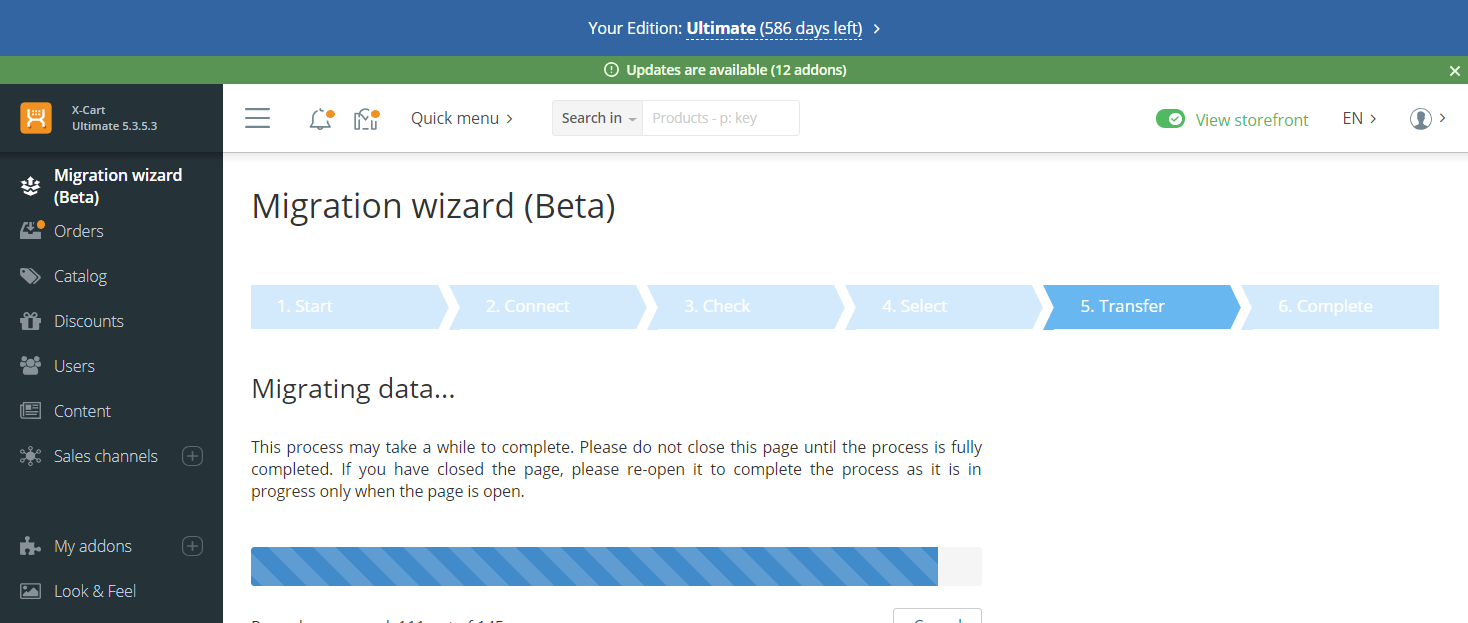 Your Edition: Ultimate (586 days left)
Updates are available (12 addons)
X-Cart
Ultimate 5.3.5.3
Quick menu
Search in
Products - p: key
View storefront
EN
Migration wizard
(Beta)
Orders
Catalog
Discounts
Users
Content
Sales channels
My addons
Look & Feel
Migration wizard (Beta)
1. Start
2. Connect
3. Check
4. Select
5. Transfer
6. Complete
Migrating data...
This process may take a while to complete. Please do not close this page until the process is fully
completed. If you have closed the page, please re-open it to complete the process as it is in
progress only when the page is open.